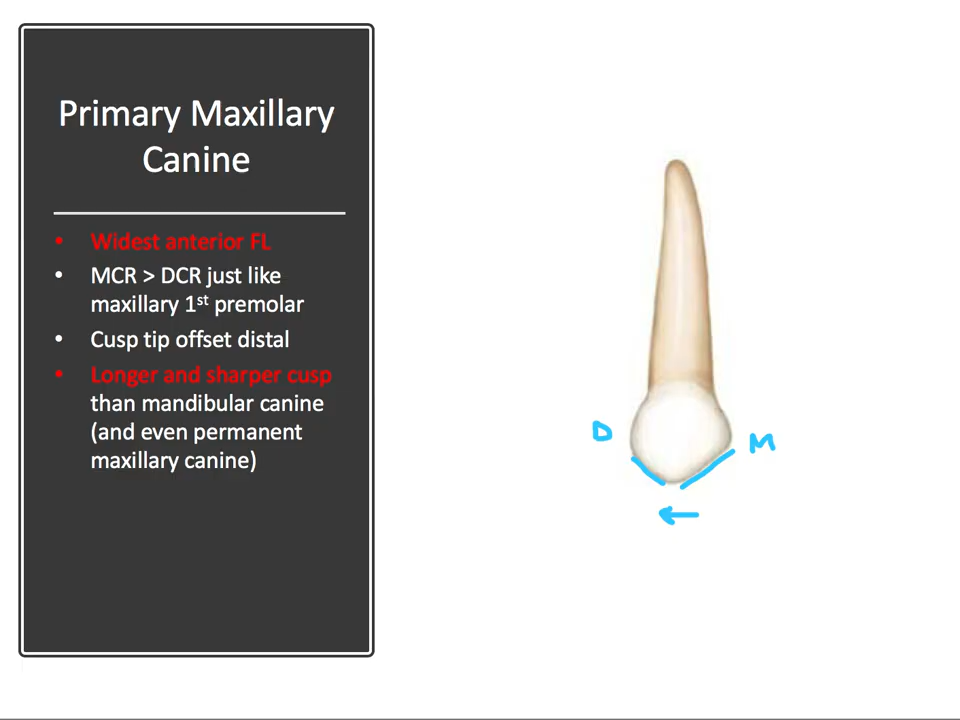 Primary Maxillary
Canine
• Widest anterior FL
• MCR > DCR just like
maxillary 1st premolar
• Cusp tip offset distal
• Longer and sharper cusp
than mandibular canine
(and even permanent
maxillary canine)
D
M